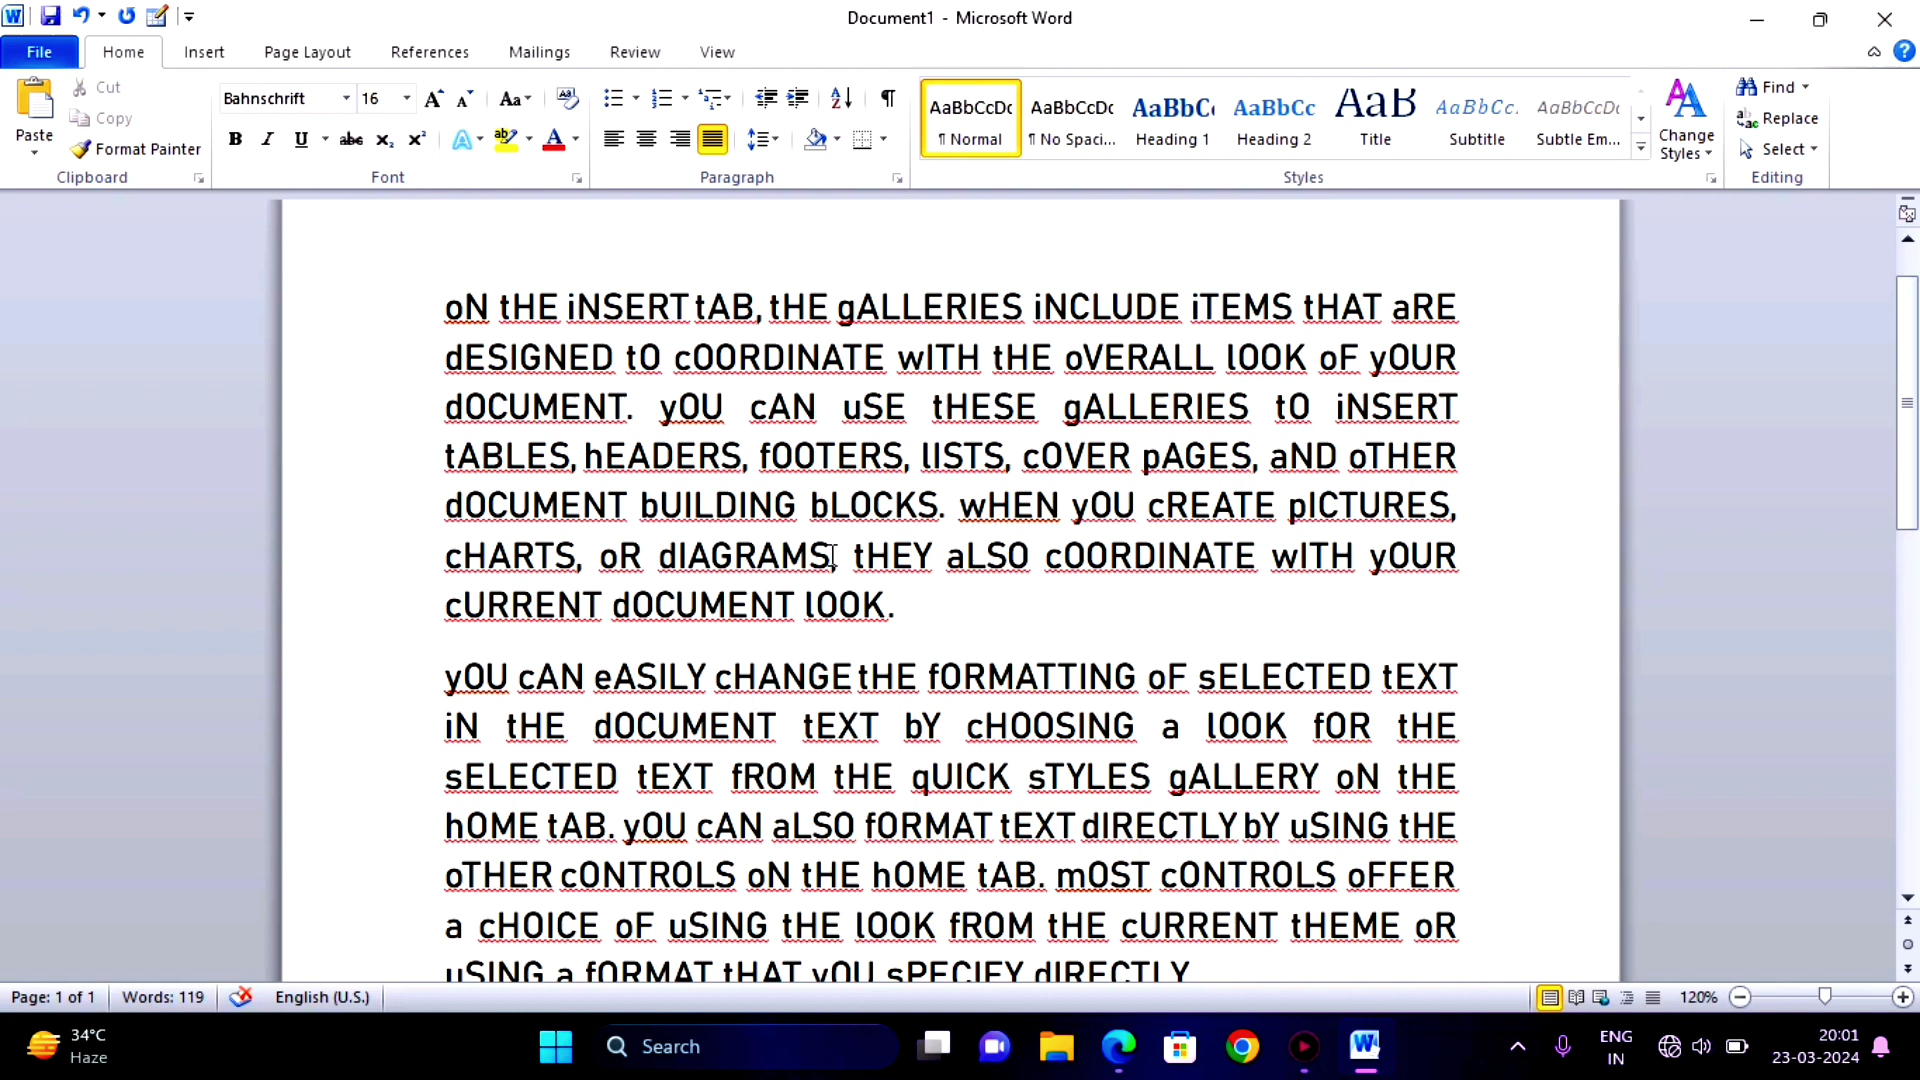 Document1 - Microsoft Word
File Home Insert Page Layout References Mailings Review View
Paste
Cut
Copy
Format Painter
Clipboard
Bahnschrift 16
Font
Paragraph
AaBbCcDc AaBbCcDc AaBbC AaBbCc AaB AaBbCc. AaBbCcDc
¶ Normal ¶ No Spaci... Heading 1 Heading 2 Title Subtitle Subtle Em...
Styles
Change
Styles
Find
Replace
Select
Editing
oN tHE iNSERT tAB, tHE gALLERIES iNCLUDE iTEMS tHAT aRE
dESIGNED tO cOORDINATE wITH tHE oVERALL lOOK oF yOUR
dOCUMENT. yOU cAN uSE tHESE gALLERIES tO iNSERT
tABLES, hEADERS, fOOTERS, lISTS, cOVER pAGES, aND oTHER
dOCUMENT bUILDING bLOCKS. wHEN yOU cREATE pICTURES,
cHARTS, oR dIAGRAMS, tHEY aLSO cOORDINATE wITH yOUR
cURRENT dOCUMENT lOOK.
yOU cAN eASILY cHANGE tHE fORMATTING oF sELECTED tEXT
iN tHE dOCUMENT tEXT bY cHOOSING a lOOK fOR tHE
sELECTED tEXT fROM tHE qUICK sTYLES gALLERY oN tHE
hOME tAB. yOU cAN aLSO fORMAT tEXT dIRECTLY bY uSING tHE
oTHER cONTROLS oN tHE hOME tAB. mOST cONTROLS oFFER
a cHOICE oF uSING tHE lOOK fROM tHE cURRENT tHEME oR
uSING a fORMAT tHAT yOU sPECIFY dIRECTLY
Page: 1 of 1 Words: 119 English (U.S.) 120%
34°C
Haze
Search
ENG
IN
20:01
23-03-2024